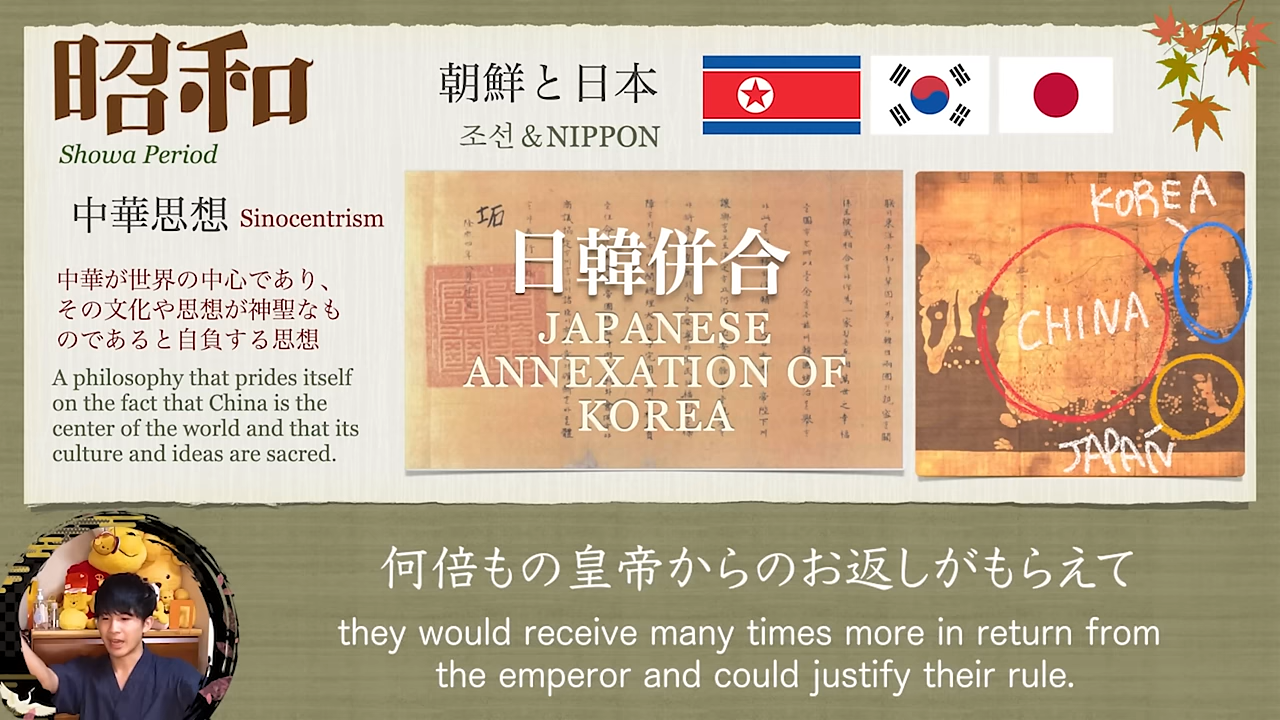 昭和
Showa Period
朝鮮と日本
조선＆NIPPON
中華思想 Sinocentrism
中華が世界の中心であり、
その文化や思想が神聖なも
のであると自負する思想
A philosophy that prides itself
on the fact that China is the
center of the world and that its
culture and ideas are sacred.
日韓併合
JAPANESE
ANNEXATION OF
KOREA
KOREA
CHINA
JAPAN
何倍もの皇帝からのお返しがもらえて
they would receive many times more in return from
the emperor and could justify their rule.